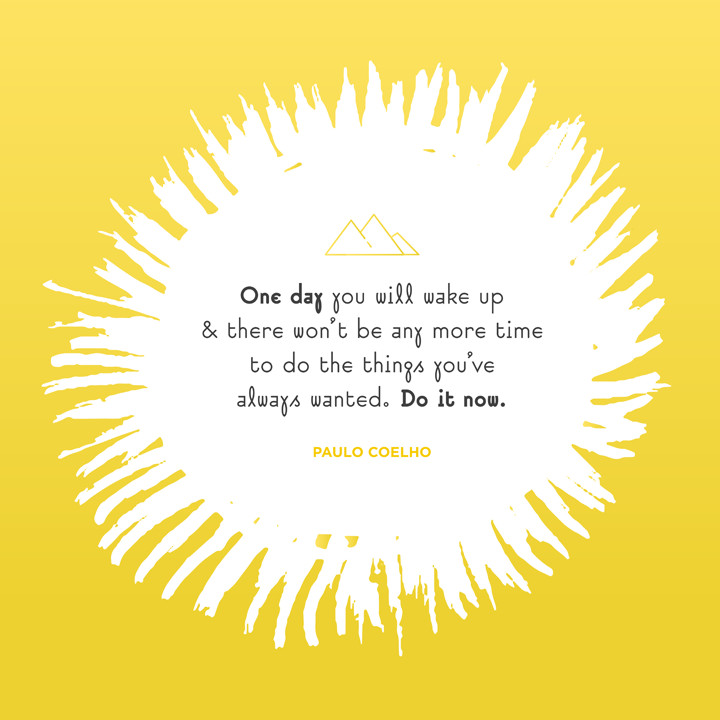 One day you will wake up
& there won't be any more time
to do the things you've
always wanted. Do it now.
PAULO COELHO